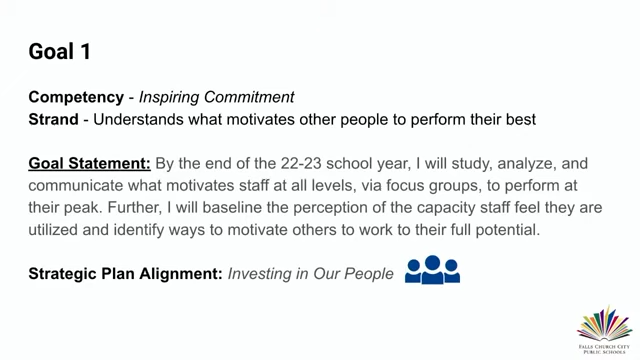 Goal 1
Competency - Inspiring Commitment
Strand - Understands what motivates other people to perform their best
Goal Statement: By the end of the 22-23 school year, I will study, analyze, and
communicate what motivates staff at all levels, via focus groups, to perform at
their peak. Further, I will baseline the perception of the capacity staff feel they are
utilized and identify ways to motivate others to work to their full potential.
Strategic Plan Alignment: Investing in Our People
FALLS CHURCH CITY
PUBLIC SCHOOLS